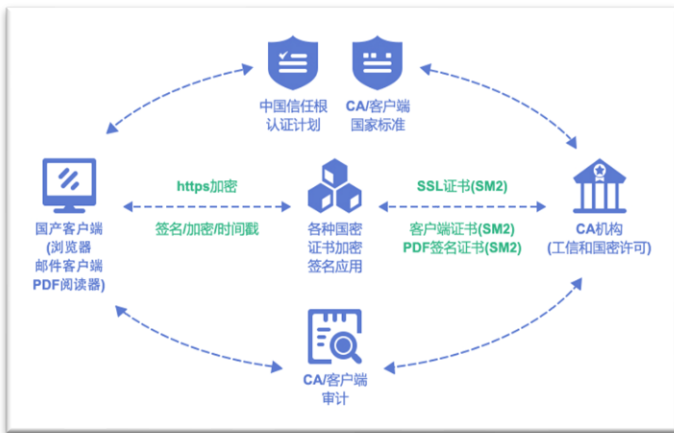 中国信任根
认证计划
CA/客户端
国家标准
https加密
签名/加密/时间戳
SSL证书(SM2)
客户端证书(SM2)
PDF签名证书(SM2)
国产客户端
(浏览器
邮件客户端
PDF阅读器)
各种国密
证书加密
签名应用
CA机构
(工信和国密许可)
CA/客户端
审计